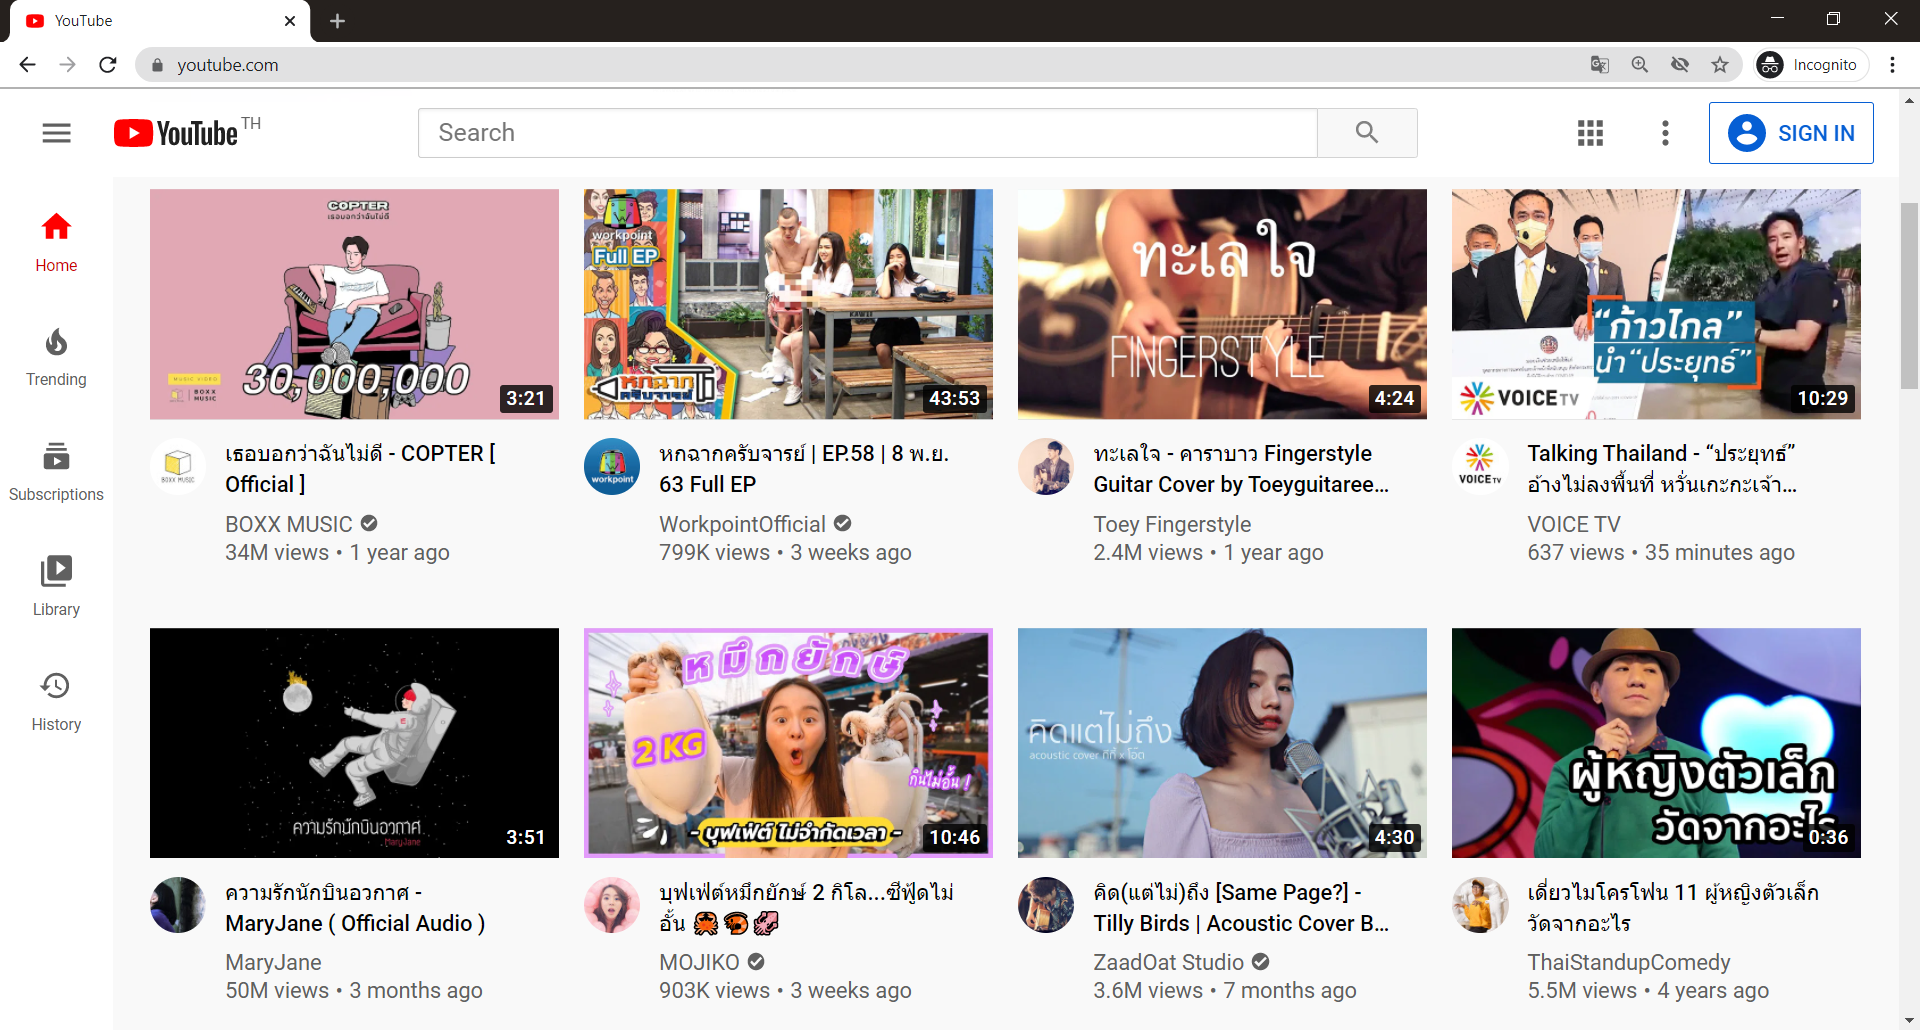 YouTube
youtube.com
Incognito
YouTube TH
Search
SIGN IN
Home
Trending
Subscriptions
Library
History
COPTER
เธอบอกว่าฉันไม่ดี
MUSIC VIDEO
BOXX MUSIC
30,000,000
3:21
workpoint
Full EP
หกฉาก
ครับจารย์
43:53
ทะเลใจ
FINGERSTYLE
4:24
“ก้าวไกล”
นำ “ประยุทธ์”
VOICE TV
10:29
เธอบอกว่าฉันไม่ดี - COPTER [
Official ]
BOXX MUSIC
34M views • 1 year ago
หกฉากครับจารย์ | EP.58 | 8 พ.ย.
63 Full EP
WorkpointOfficial
799K views • 3 weeks ago
ทะเลใจ - คาราบาว Fingerstyle
Guitar Cover by Toeyguitaree...
Toey Fingerstyle
2.4M views • 1 year ago
Talking Thailand - “ประยุทธ์”
อ้างไม่ลงพื้นที่ หวั่นเกะกะเจ้า...
VOICE TV
637 views • 35 minutes ago
BOXX MUSIC
workpoint
VOICE TV
ความรักนักบินอวกาศ
MaryJane
3:51
หมึกยักษ์
2 KG
กินไม่อั้น !
- บุฟเฟ่ต์ ไม่จำกัดเวลา -
10:46
คิดแต่ไม่ถึง
acoustic cover ทีที x โอ๊ต
4:30
ผู้หญิงตัวเล็ก
วัดจากอะไร
0:36
ความรักนักบินอวกาศ -
MaryJane ( Official Audio )
MaryJane
50M views • 3 months ago
บุฟเฟ่ต์หมึกยักษ์ 2 กิโล...ซีฟู้ดไม่
อั้น 🦀🦐🦑
MOJIKO
903K views • 3 weeks ago
คิด(แต่ไม่)ถึง [Same Page?] -
Tilly Birds | Acoustic Cover B...
ZaadOat Studio
3.6M views • 7 months ago
เดี่ยวไมโครโฟน 11 ผู้หญิงตัวเล็ก
วัดจากอะไร
ThaiStandupComedy
5.5M views • 4 years ago